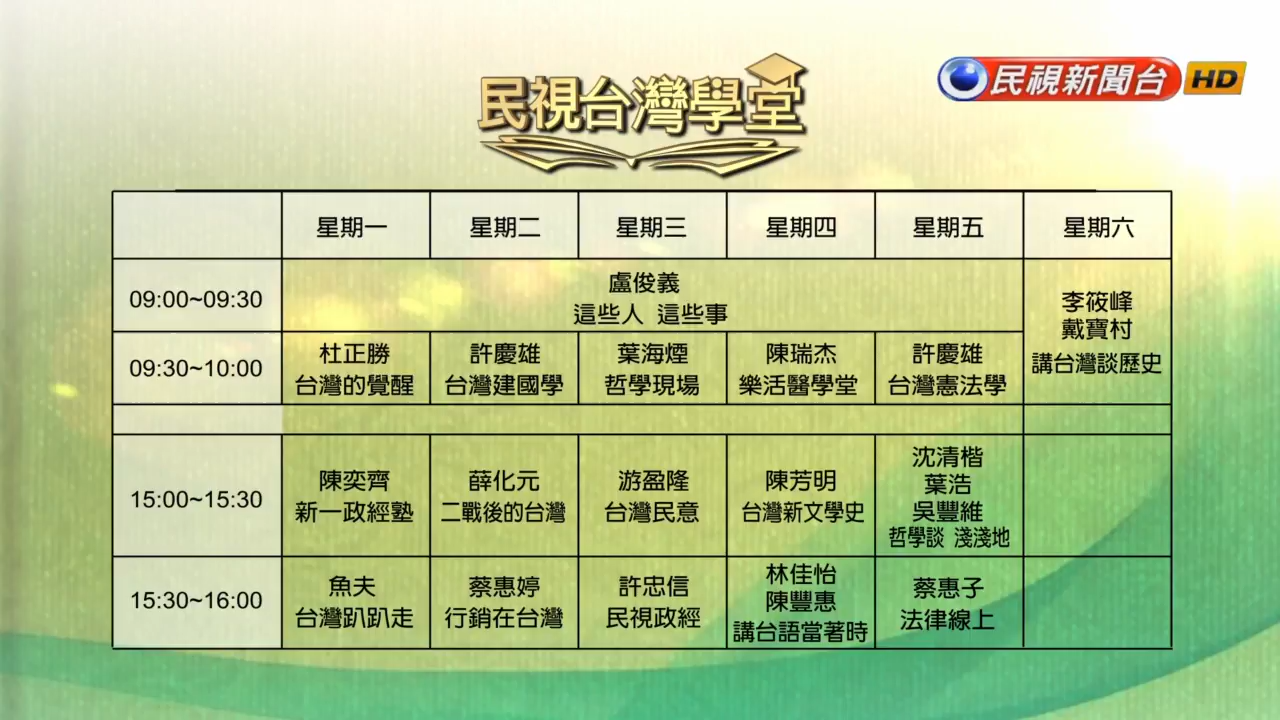 民視台灣學堂
民視新聞台 HD
星期一 星期二 星期三 星期四 星期五 星期六
09:00~09:30
盧俊義
這些人 這些事
李筱峰
戴寶村
講台灣談歷史
09:30~10:00
杜正勝
台灣的覺醒
許慶雄
台灣建國學
葉海煙
哲學現場
陳瑞杰
樂活醫學堂
許慶雄
台灣憲法學
15:00~15:30
陳奕齊
新一政經塾
薛化元
二戰後的台灣
游盈隆
台灣民意
陳芳明
台灣新文學史
沈清楷
葉浩
吳豐維
哲學談 淺淺地
15:30~16:00
魚夫
台灣趴趴走
蔡惠婷
行銷在台灣
許忠信
民視政經
林佳怡
陳豐惠
講台語當著時
蔡惠子
法律線上